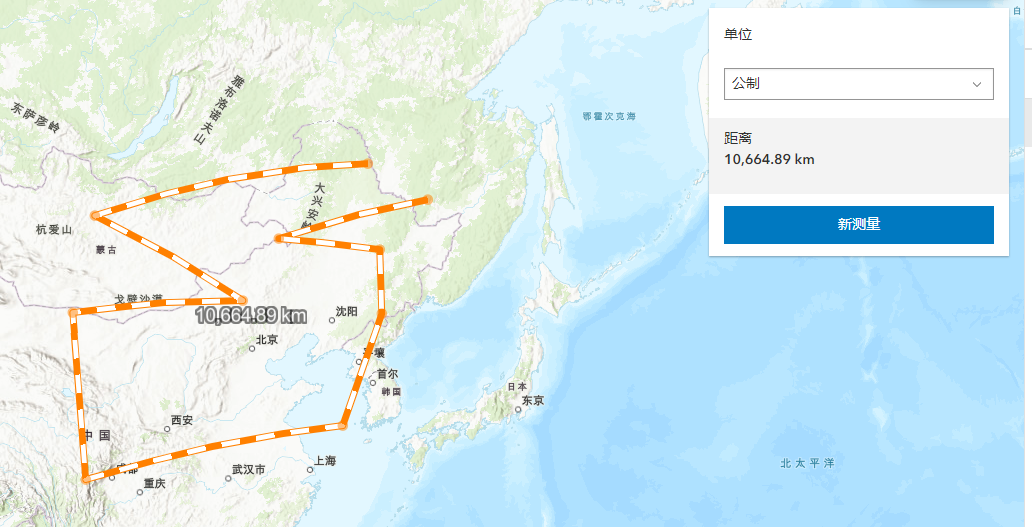 白
单位
公制
距离
10,664.89 km
新测量
雅布洛诺夫山
东萨彦岭
鄂霍次克海
大兴安岭
杭爱山
蒙古
戈壁沙漠
10,664.89 km
沈阳
北京
平壤
首尔
韩国
日本
东京
西安
中国
成都
武汉市
上海
重庆
北太平洋